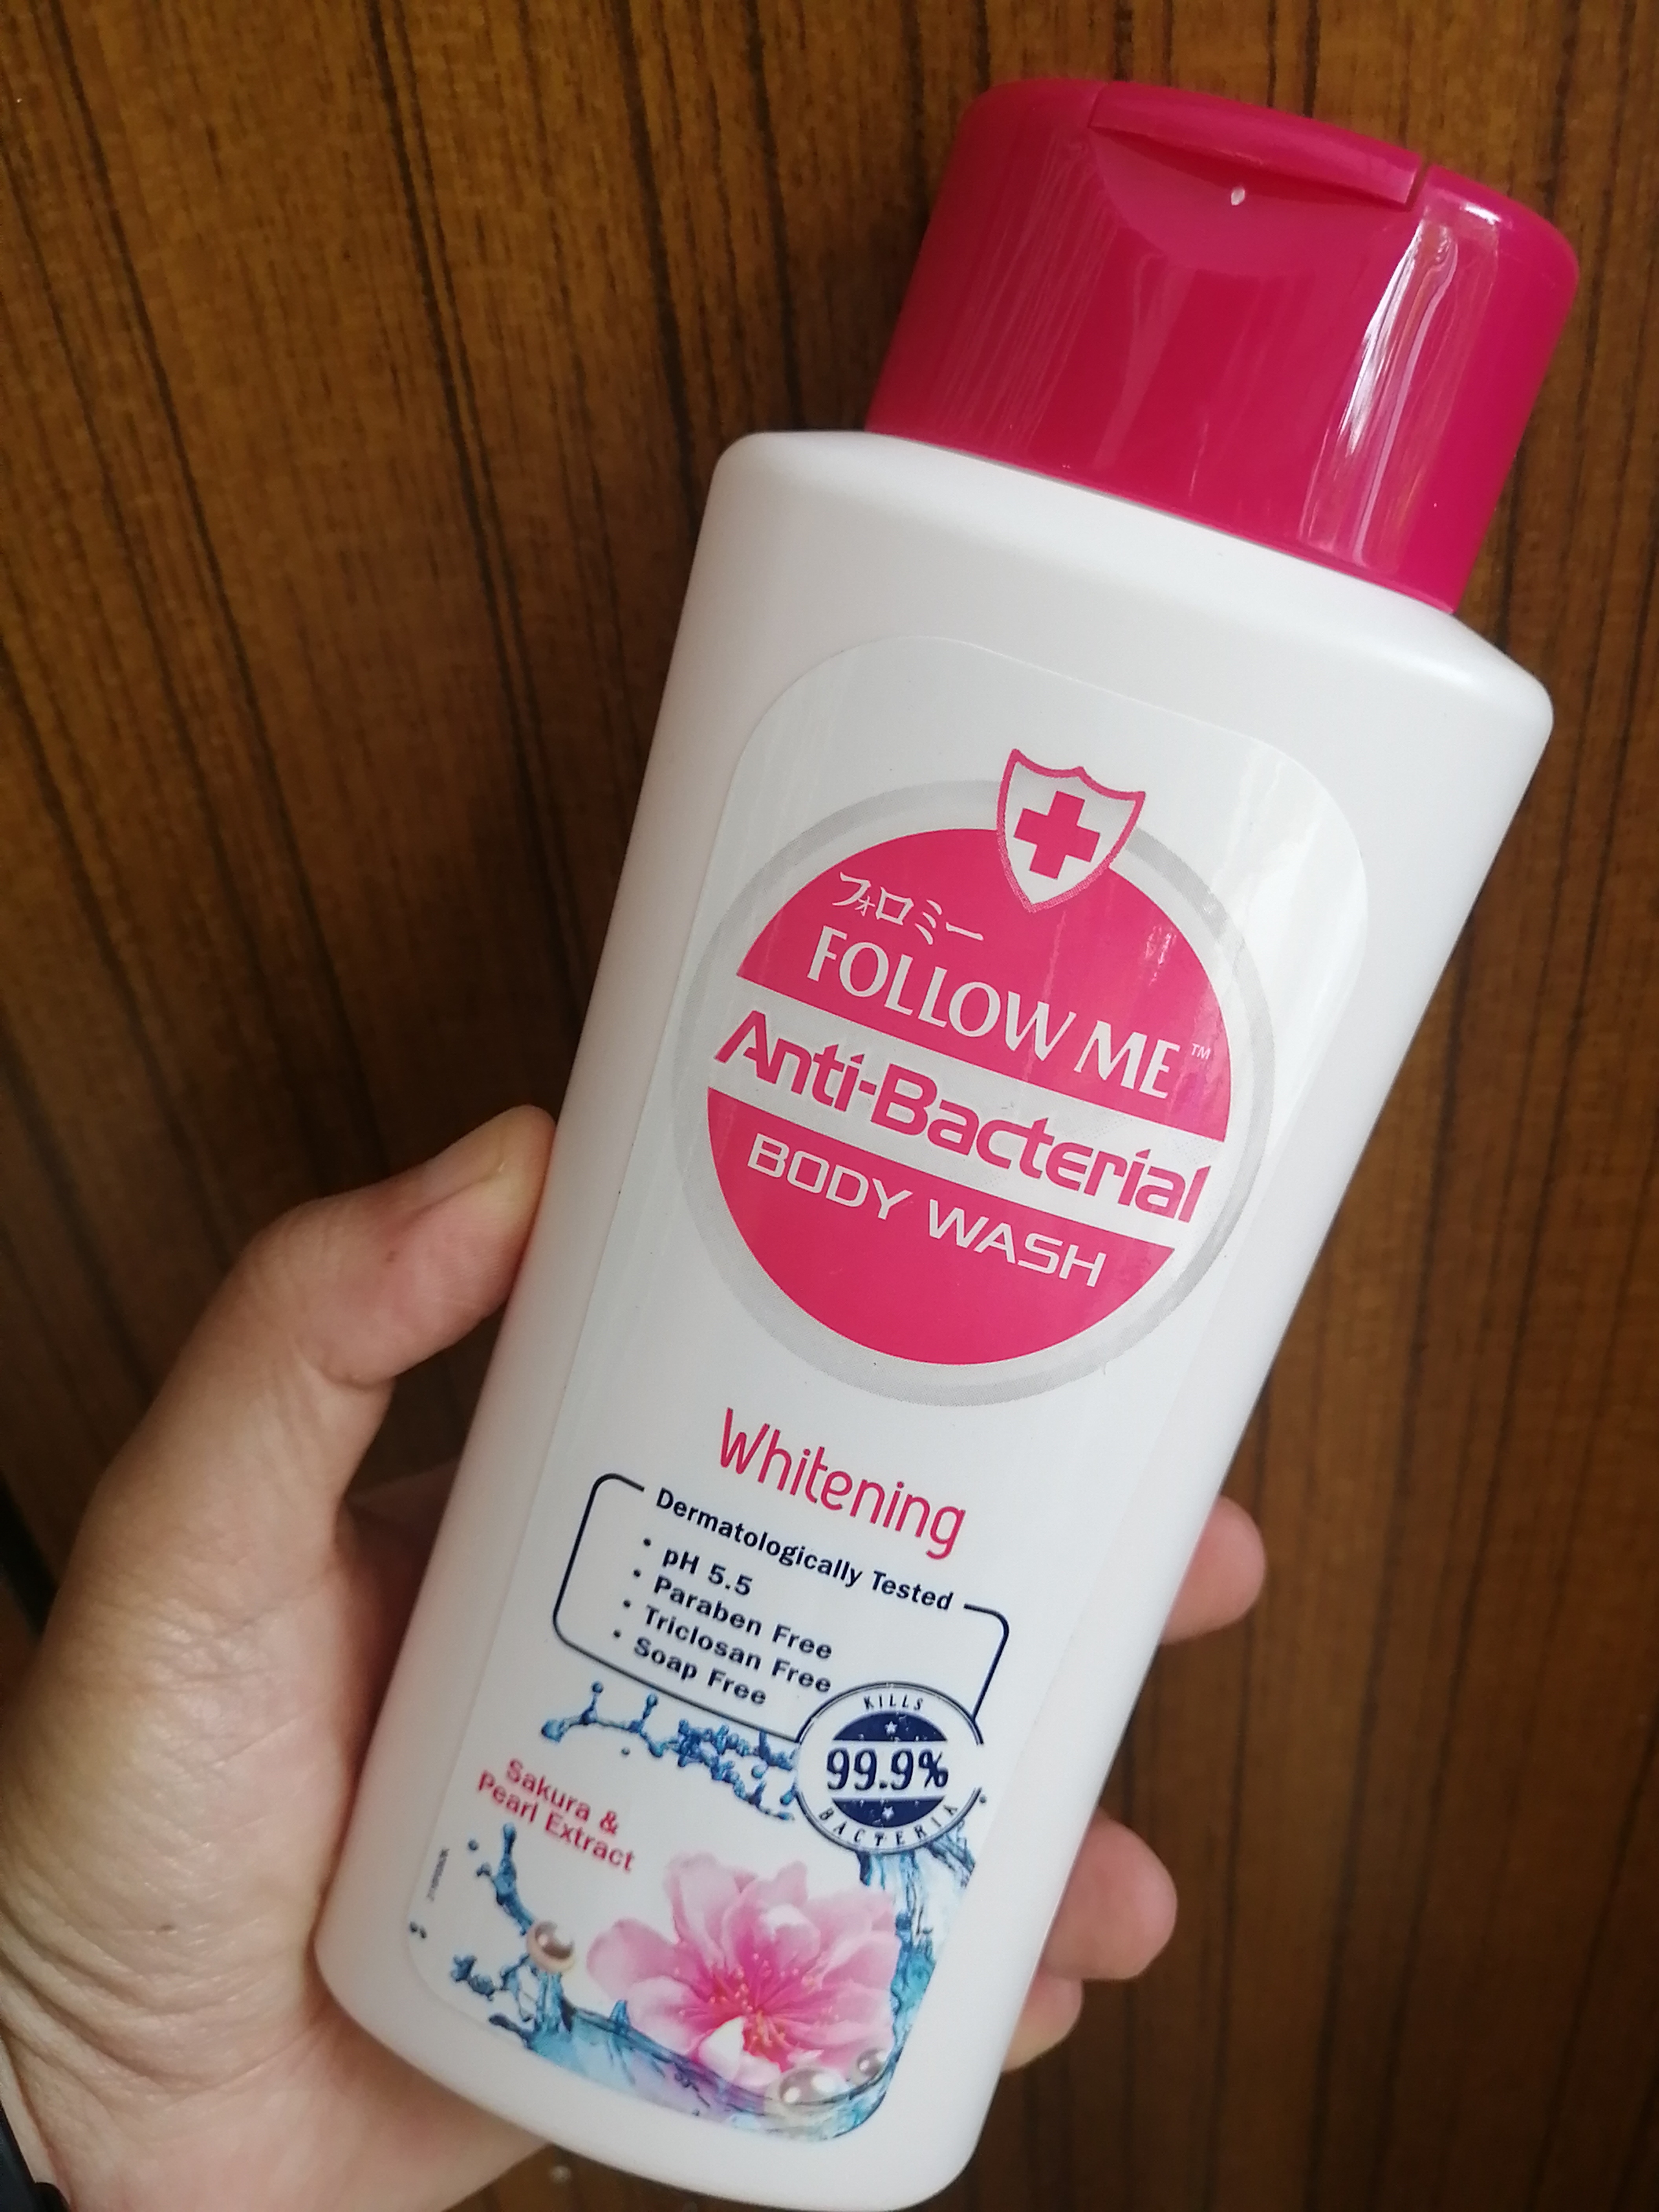 フォロミー
FOLLOW ME™
Anti-Bacterial
BODY WASH
Whitening
Dermatologically Tested
• pH 5.5
• Paraben Free
• Triclosan Free
• Soap Free
KILLS
99.9%
BACTERIA
Sakura &
Pearl Extract